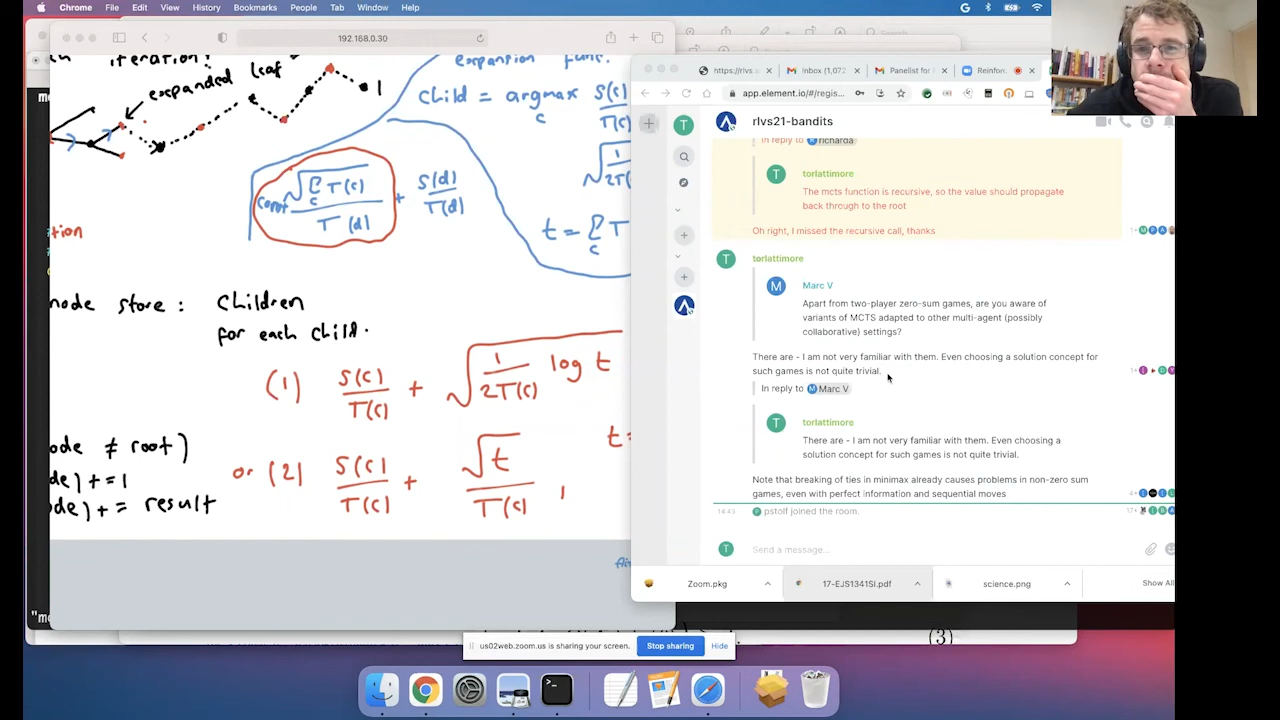 Chrome File Edit View History Bookmarks People Tab Window Help
192.168.0.30
iteration?
expanded leaf
1
expansion func.
child = argmax S(c)
c T(c)
const √Σ T(c) + S(d)
c
T(d) T(d)
√ 1
2T(c)
t = Σ T
c
node store : Children
for each child.
(1) S(c) + √ 1 log t
T(c) 2T(c)
node ≠ root)
+=1
+= result
or (2) S(c) + √t
T(c) T(c)
t=
(3)
https://rlvs.
Inbox (1,072
Panelist for
Reinforc
app.element.io/#/regis...
rlvs21-bandits
In reply to richarda
torlattimore
The mcts function is recursive, so the value should propagate
back through to the root
Oh right, I missed the recursive call, thanks
torlattimore
Marc V
Apart from two-player zero-sum games, are you aware of
variants of MCTS adapted to other multi-agent (possibly
collaborative) settings?
There are - I am not very familiar with them. Even choosing a solution concept for
such games is not quite trivial.
In reply to Marc V
torlattimore
There are - I am not very familiar with them. Even choosing a
solution concept for such games is not quite trivial.
Note that breaking of ties in minimax already causes problems in non-zero sum
games, even with perfect information and sequential moves
14:43 pstolf joined the room.
Send a message...
Zoom.pkg
17-EJS1341SI.pdf
science.png
Show All
us02web.zoom.us is sharing your screen.
Stop sharing
Hide